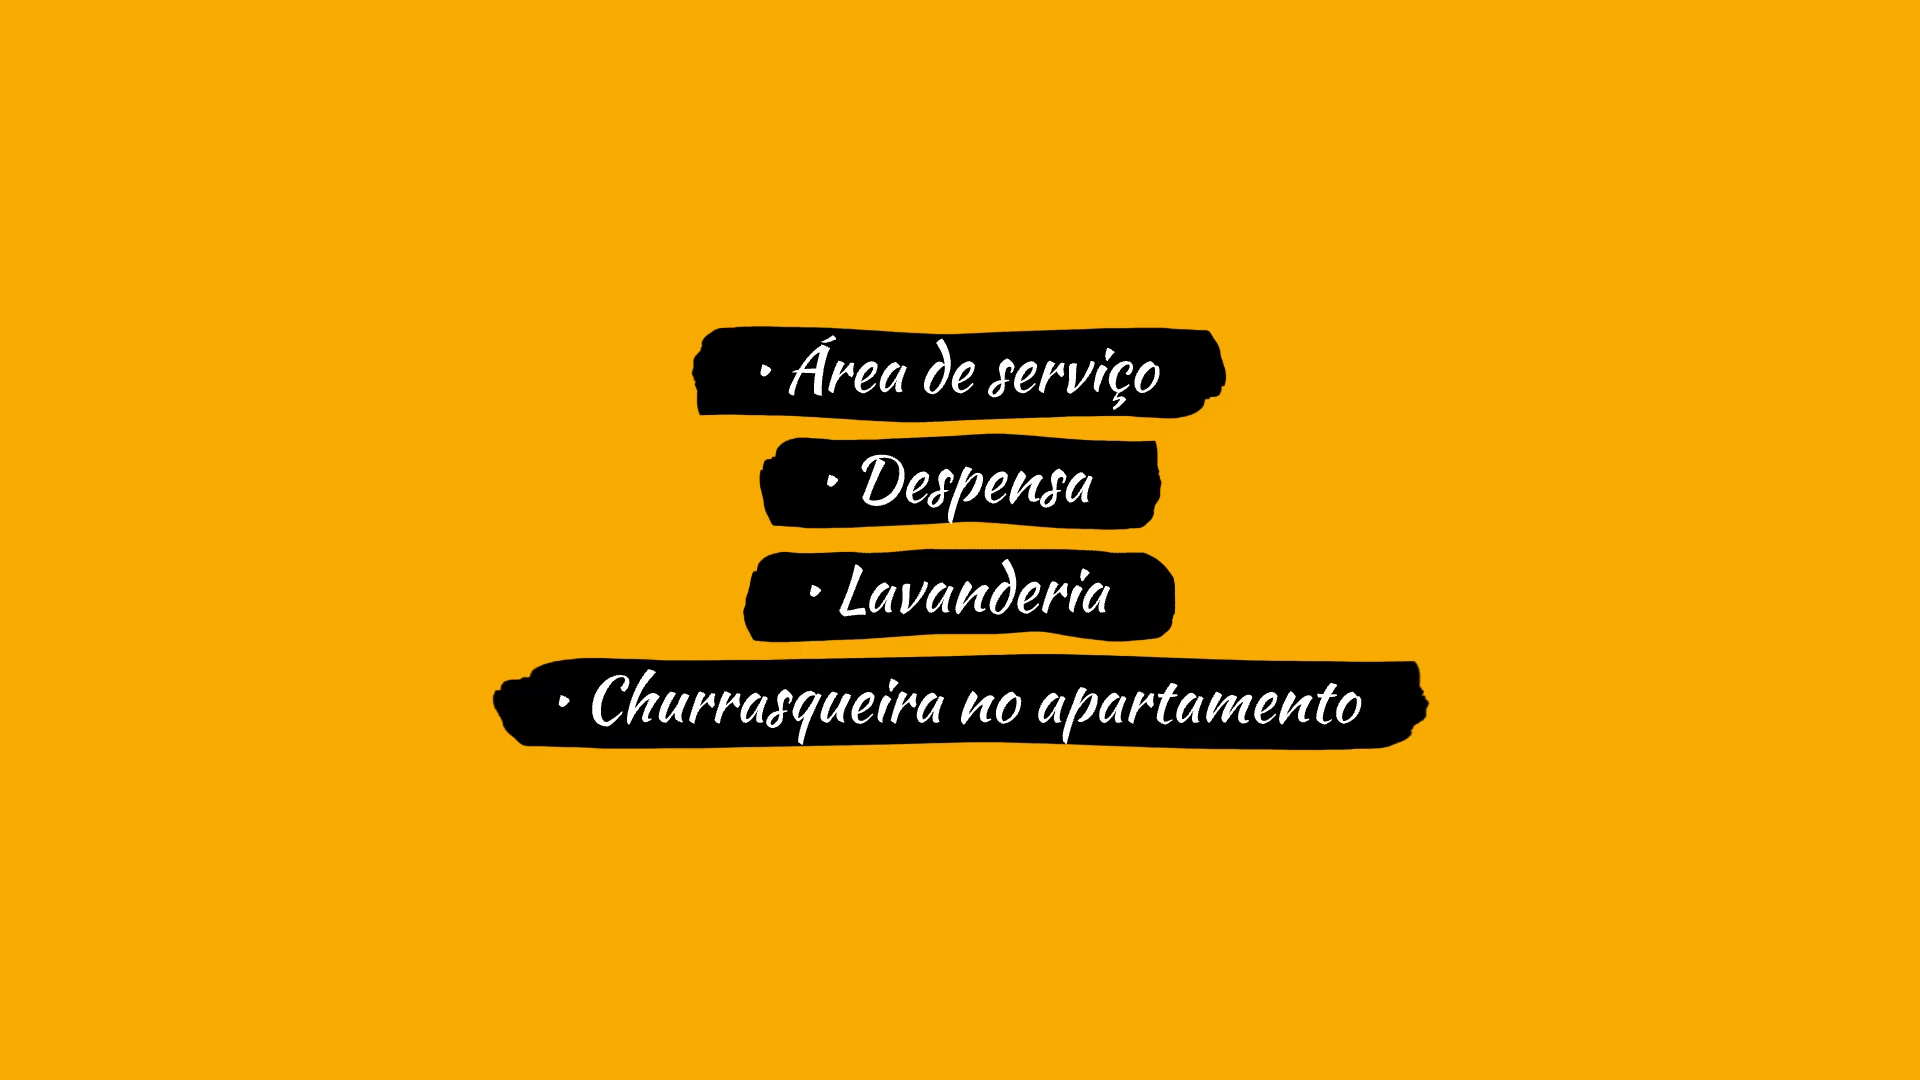 • Área de serviço
• Despensa
• Lavanderia
• Churrasqueira no apartamento